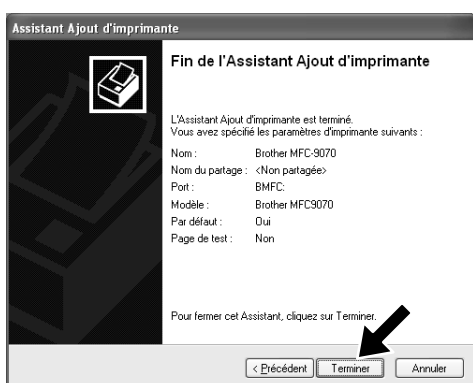 Assistant Ajout d'imprimante
Fin de l'Assistant Ajout d'imprimante
L'Assistant Ajout d'imprimante est terminé.
Vous avez spécifié les paramètres d'imprimante suivants :
Nom : Brother MFC-9070
Nom du partage : <Non partagée>
Port : BMFC:
Modèle : Brother MFC9070
Par défaut : Oui
Page de test : Non
Pour fermer cet Assistant, cliquez sur Terminer.
< Précédent Terminer Annuler